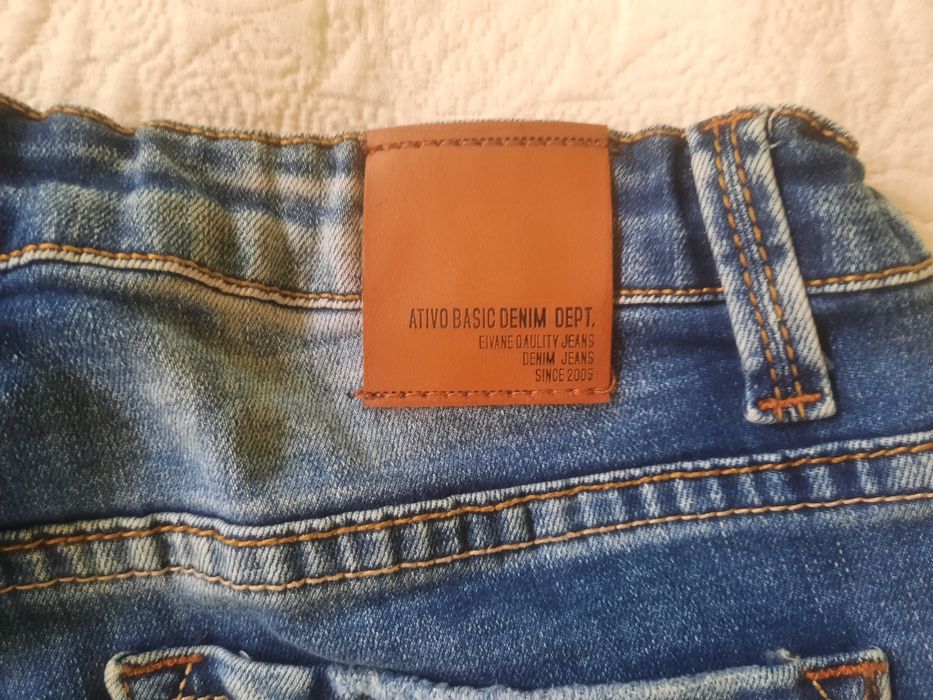 ATIVO BASIC DENIM DEPT.
EIVANE QAULITY JEANS
DENIM JEANS
SINCE 2005